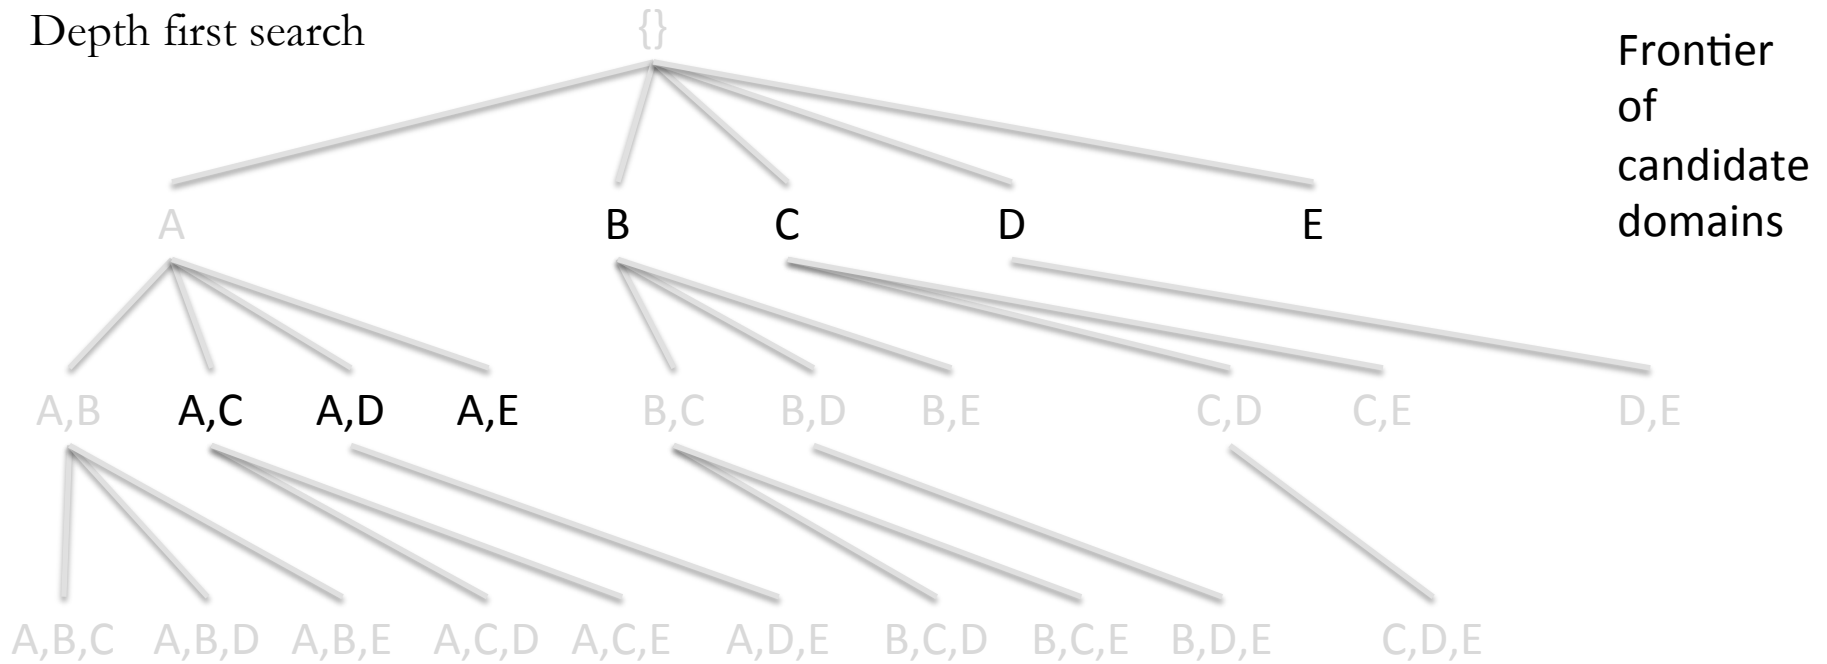 Depth first search
{}
Frontier
of
candidate
domains
A B C D E
A,B A,C A,D A,E B,C B,D B,E C,D C,E D,E
A,B,C A,B,D A,B,E A,C,D A,C,E A,D,E B,C,D B,C,E B,D,E C,D,E